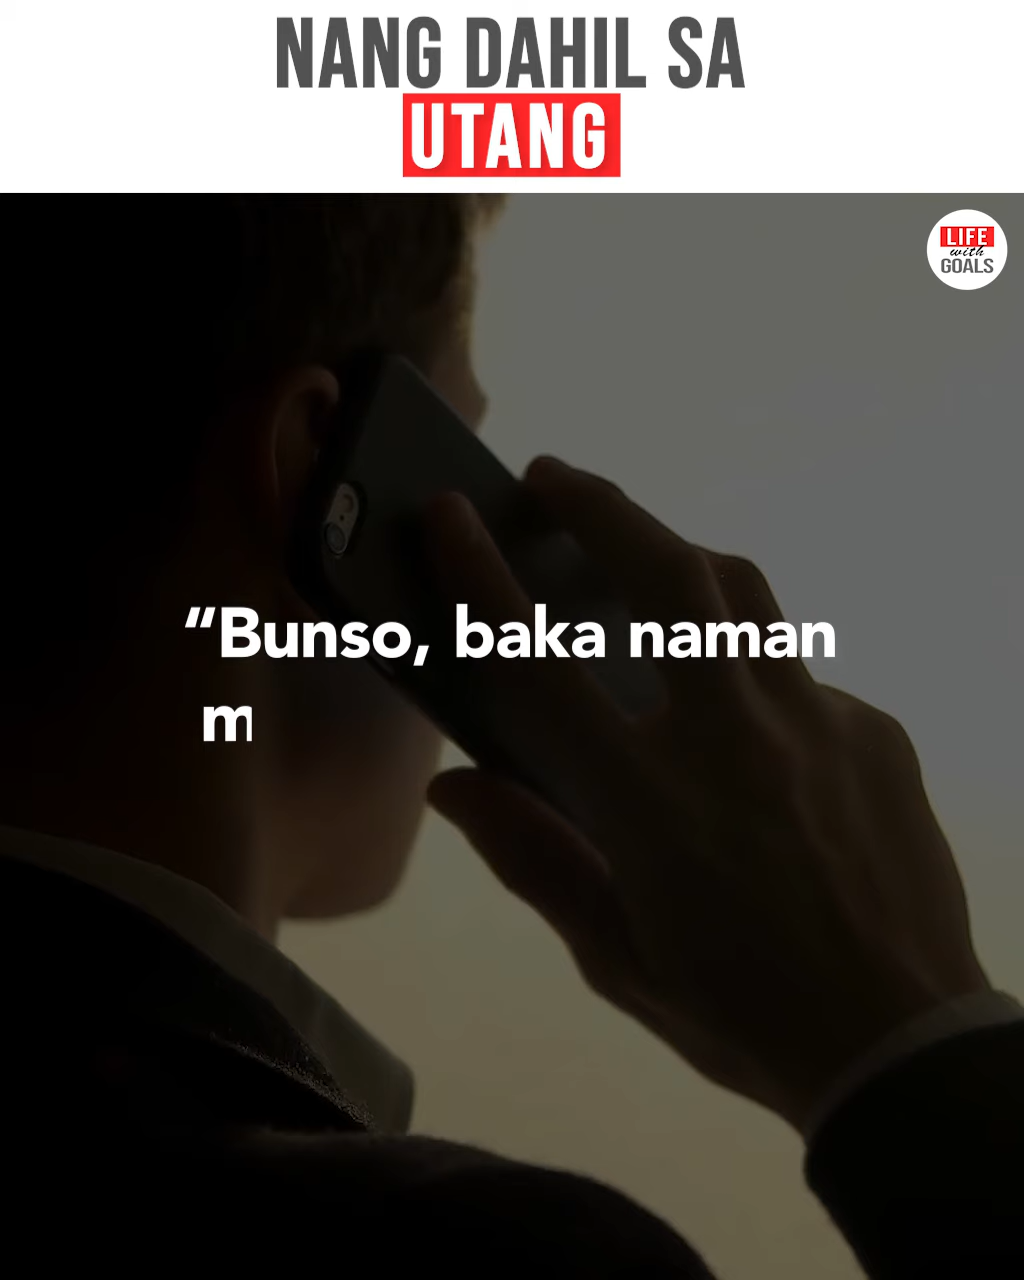 NANG DAHIL SA
UTANG
LIFE
with
GOALS
“Bunso, baka naman
m